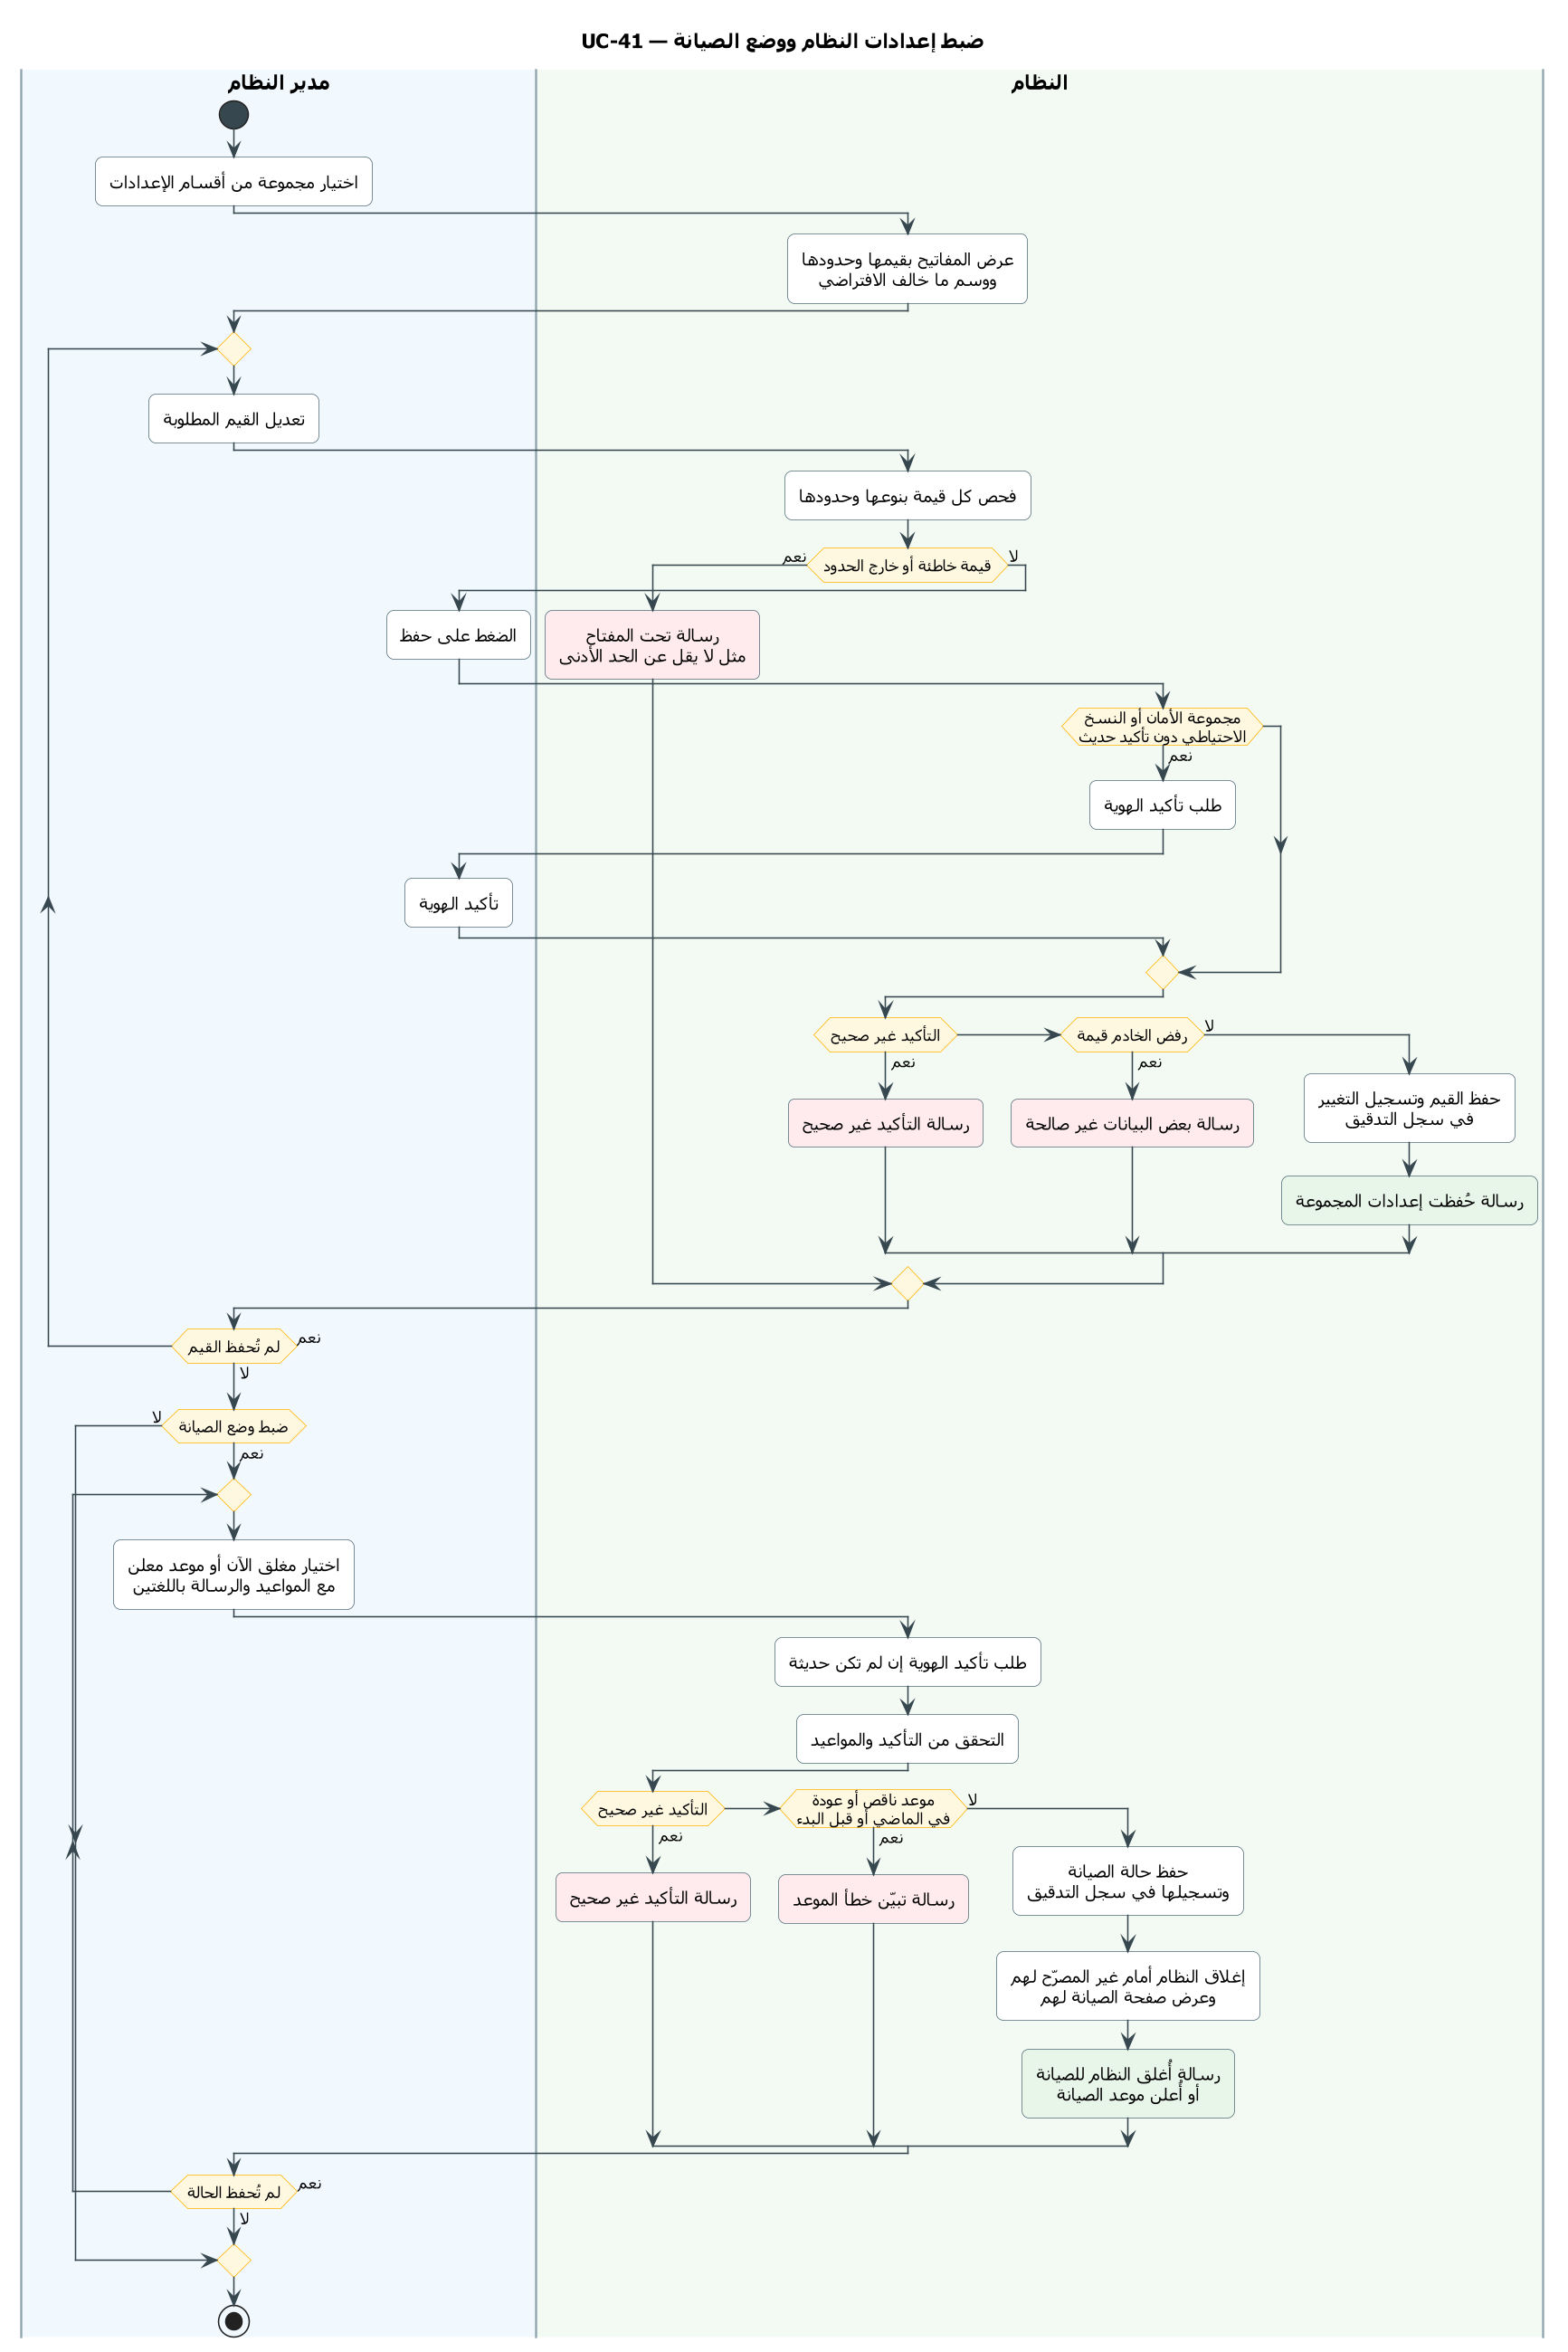 UC-41 — ضبط إعدادات النظام ووضع الصيانة
مدير النظام
النظام
اختيار مجموعة من أقسام الإعدادات
عرض المفاتيح بقيمها وحدودها
ووسم ما خالف الافتراضي
تعديل القيم المطلوبة
فحص كل قيمة بنوعها وحدودها
نعم
قيمة خاطئة أو خارج الحدود
لا
الضغط على حفظ
رسالة تحت المفتاح
مثل لا يقل عن الحد الأدنى
مجموعة الأمان أو النسخ
الاحتياطي دون تأكيد حديث
نعم
طلب تأكيد الهوية
تأكيد الهوية
التأكيد غير صحيح
نعم
رفض الخادم قيمة
لا
نعم
رسالة التأكيد غير صحيح
رسالة بعض البيانات غير صالحة
حفظ القيم وتسجيل التغيير
في سجل التدقيق
رسالة حُفظت إعدادات المجموعة
لم تُحفظ القيم
نعم
لا
ضبط وضع الصيانة
لا
نعم
اختيار مغلق الآن أو موعد معلن
مع المواعيد والرسالة باللغتين
طلب تأكيد الهوية إن لم تكن حديثة
التحقق من التأكيد والمواعيد
التأكيد غير صحيح
نعم
موعد ناقص أو عودة
في الماضي أو قبل البدء
لا
نعم
رسالة التأكيد غير صحيح
رسالة تبيّن خطأ الموعد
حفظ حالة الصيانة
وتسجيلها في سجل التدقيق
إغلاق النظام أمام غير المصرّح لهم
وعرض صفحة الصيانة لهم
رسالة أُغلق النظام للصيانة
أو أُعلن موعد الصيانة
لم تُحفظ الحالة
نعم
لا